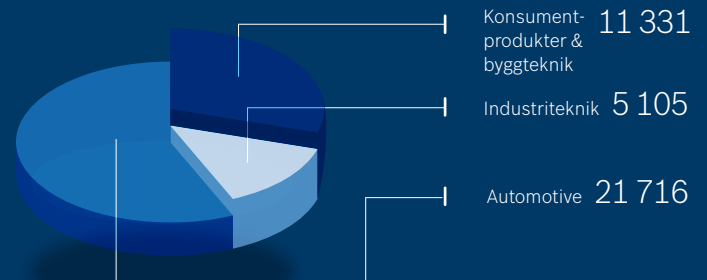 Konsument-
produkter &
byggteknik
11 331
Industriteknik 5 105
Automotive 21 716